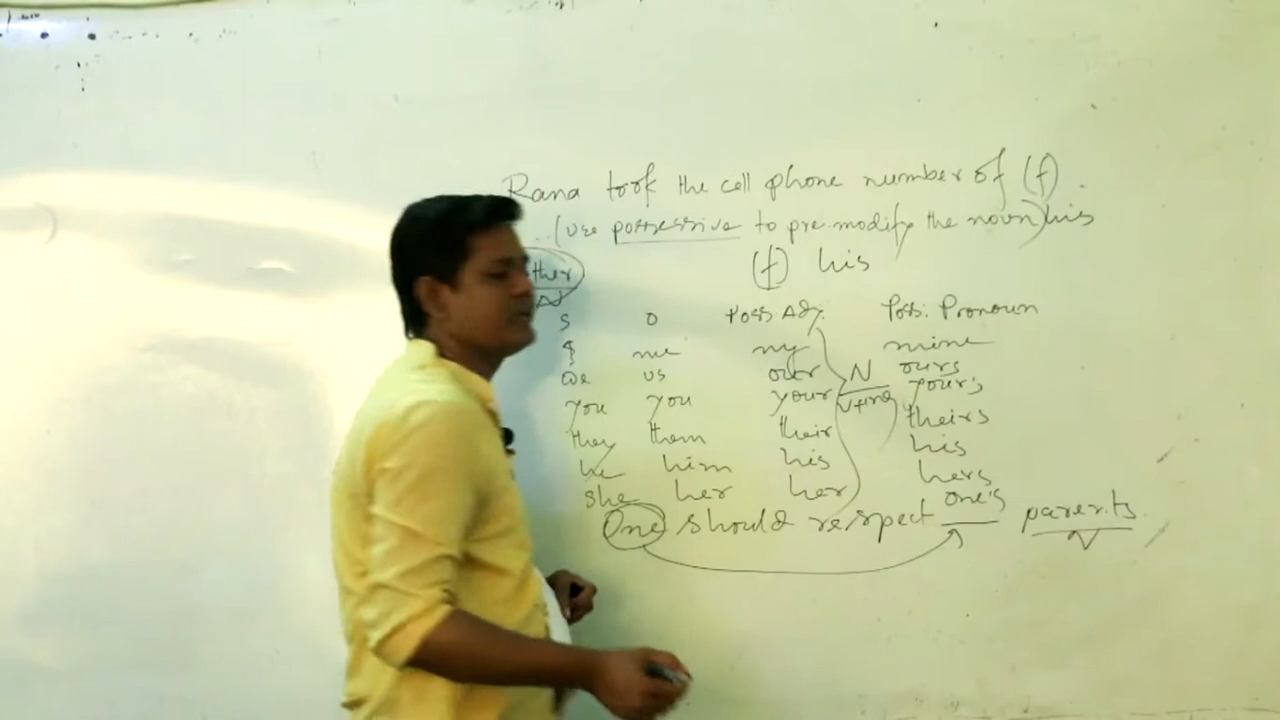 Rana took the cell phone number of (f)
... (use possessive to pre-modify the noun) his
(f) his
ther
N
S O Poss. Adj. Poss. Pronoun
I me my mine
we us our N ours
you you your V+ing yours
they them their theirs
he him his his
she her her hers
One should respect one's parents
N